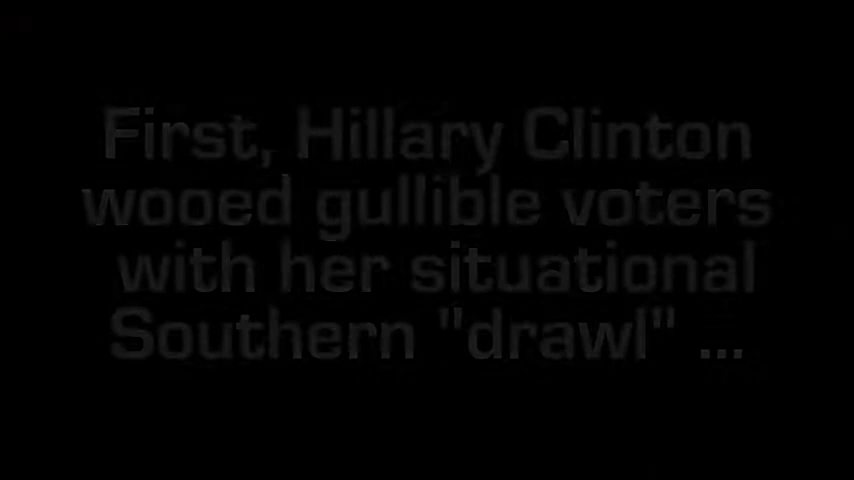 First, Hillary Clinton
wooed gullible voters
with her situational
Southern "drawl" ...